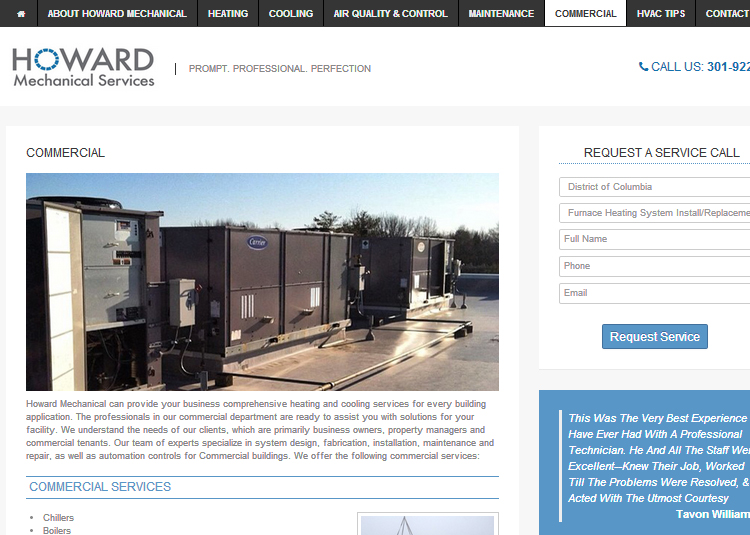 ABOUT HOWARD MECHANICAL HEATING COOLING AIR QUALITY & CONTROL MAINTENANCE COMMERCIAL HVAC TIPS CONTACT
HOWARD
Mechanical Services
PROMPT. PROFESSIONAL. PERFECTION
CALL US: 301-922
COMMERCIAL
Carrier
Howard Mechanical can provide your business comprehensive heating and cooling services for every building
application. The professionals in our commercial department are ready to assist you with solutions for your
facility. We understand the needs of our clients, which are primarily business owners, property managers and
commercial tenants. Our team of experts specialize in system design, fabrication, installation, maintenance and
repair, as well as automation controls for Commercial buildings. We offer the following commercial services:
COMMERCIAL SERVICES
Chillers
Boilers
REQUEST A SERVICE CALL
District of Columbia
Furnace Heating System Install/Replaceme
Full Name
Phone
Email
Request Service
This Was The Very Best Experience
Have Ever Had With A Professional
Technician. He And All The Staff Wer
Excellent--Knew Their Job, Worked
Till The Problems Were Resolved, &
Acted With The Utmost Courtesy
Tavon William